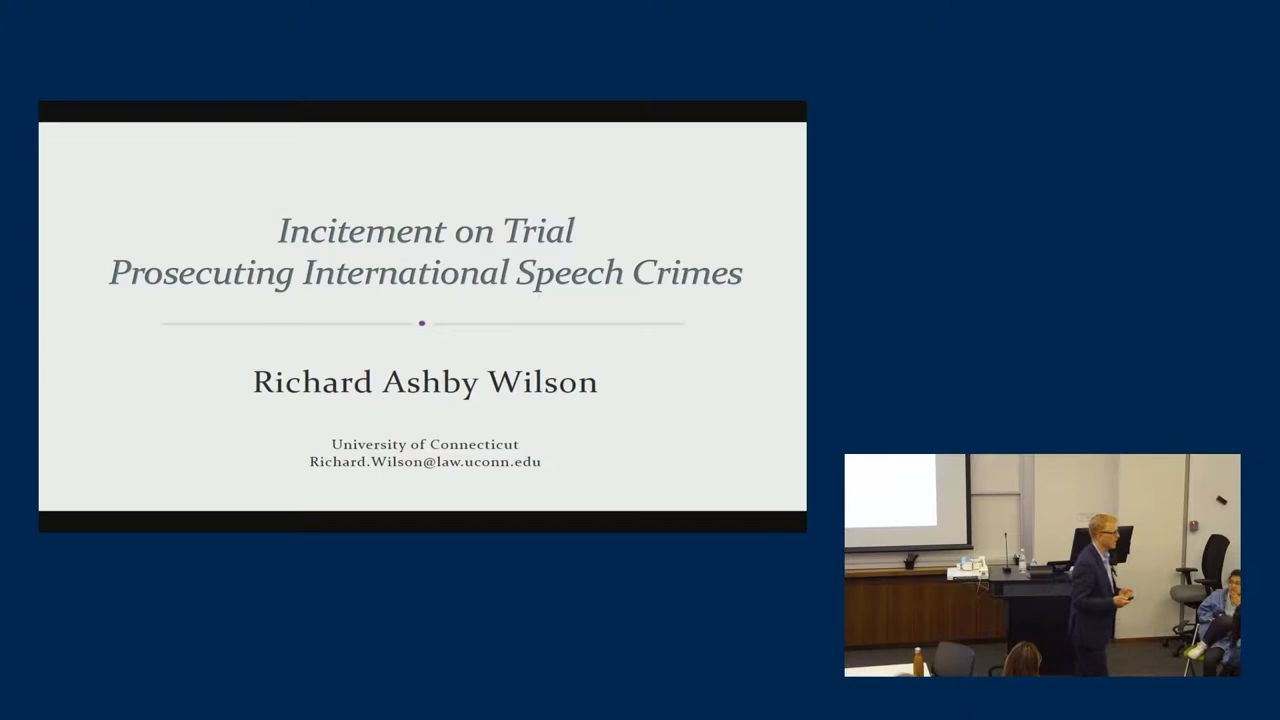 Incitement on Trial
Prosecuting International Speech Crimes
Richard Ashby Wilson
University of Connecticut
Richard.Wilson@law.uconn.edu